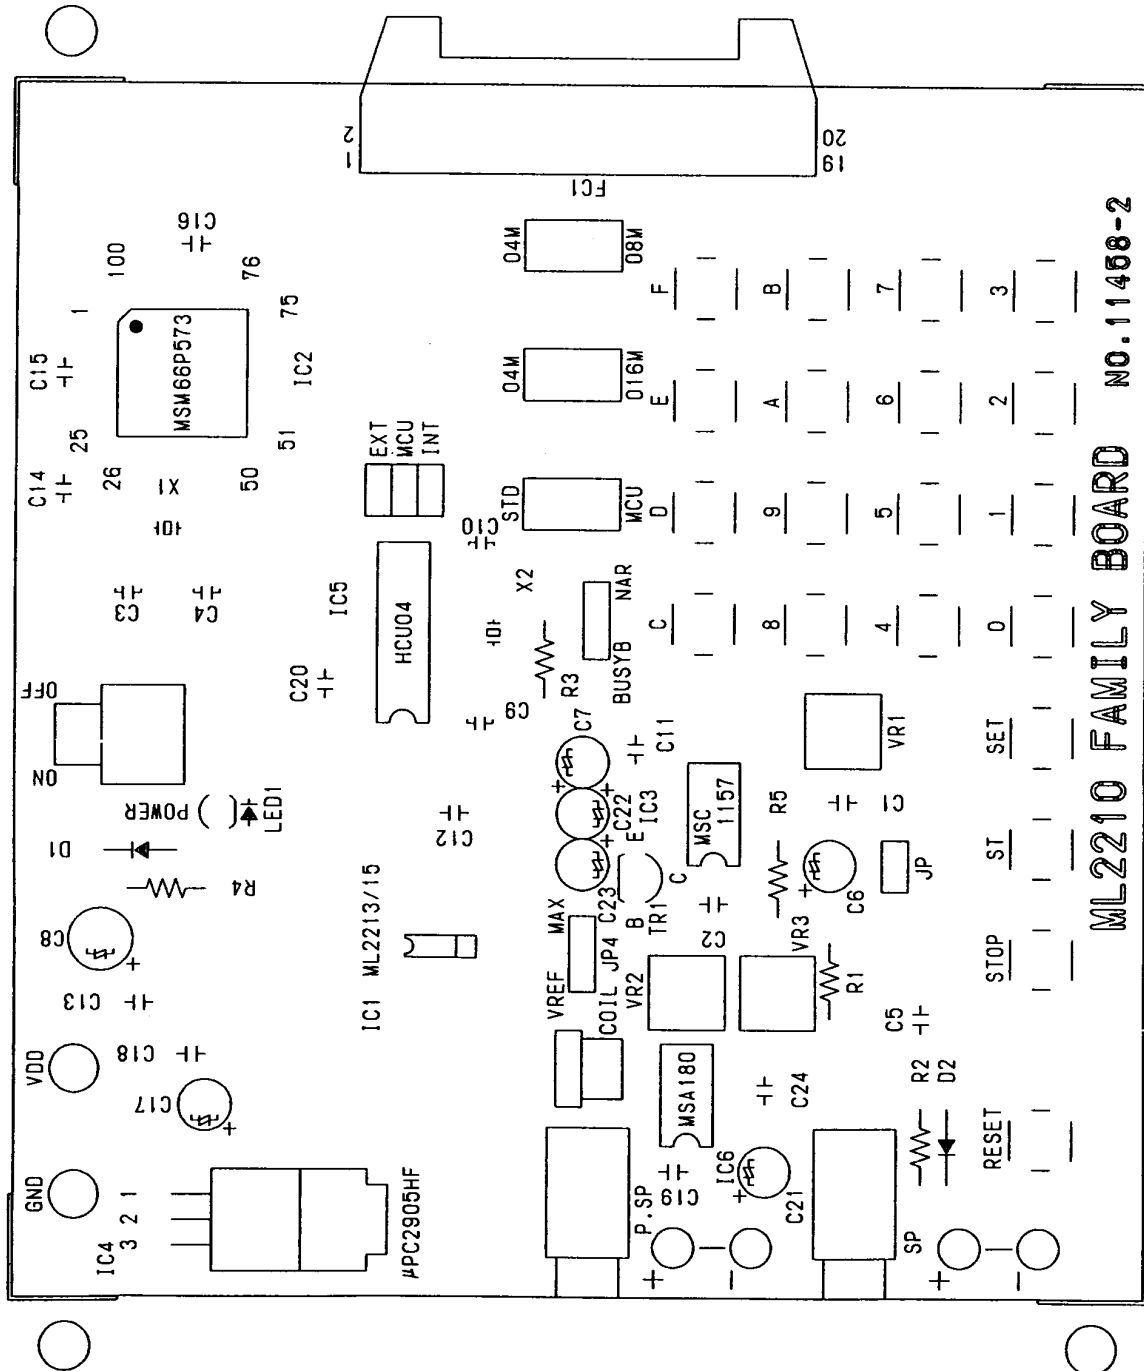 1
2
19
20
FC1
C16
100
76
1
75
MSM66P573
IC2
C15
25
51
26
50
C14
X1
C3
C4
04M
08M
04M
016M
STD
MCU
EXT
MCU
INT
C10
IC5
HCU04
C20
X2
NAR
BUSYB
R3
C9
C7
C11
OFF
ON
POWER
LED1
D1
R4
C12
C22
E
IC3
MSC
1157
C23
B
TR1
C
R5
C1
VR1
C6
JP
C2
VR3
R1
C8
C13
C18
C17
VDD
GND
IC1 ML2213/15
MAX
VREF
JP4
COIL
VR2
MSA180
C24
C5
R2
D2
IC6
C19
C21
P.SP
SP
+
-
+
-
IC4
3 2 1
µPC2905HF
F
B
7
3
E
A
6
2
D
9
5
1
C
8
4
0
SET
ST
STOP
RESET
ML2210 FAMILY BOARD
NO.11458-2